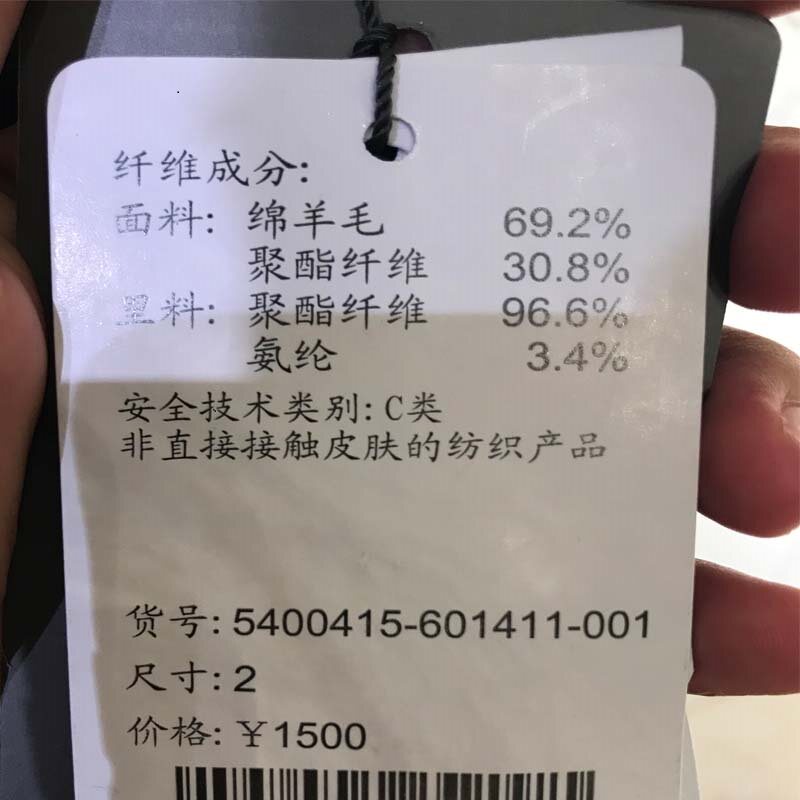 纤维成分:
面料: 绵羊毛 69.2%
聚酯纤维 30.8%
里料: 聚酯纤维 96.6%
氨纶 3.4%
安全技术类别: C类
非直接接触皮肤的纺织产品
货号: 5400415-601411-001
尺寸: 2
价格: ¥1500